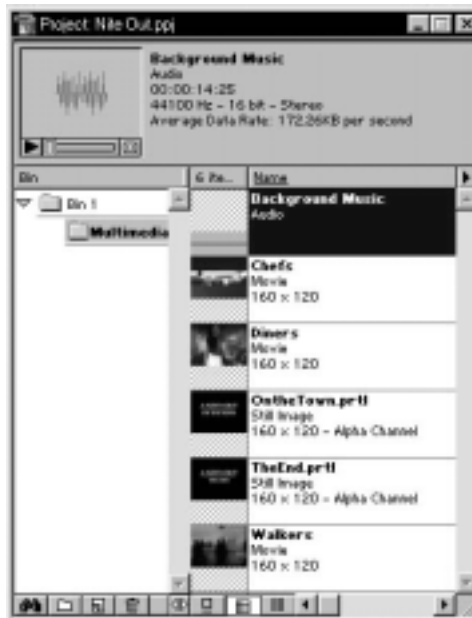 Project: Nite Out.ppj
Background Music
Audio
00:00:14:25
44100 Hz - 16 bit - Stereo
Average Data Rate: 172.26KB per second
Bin
6 Ite...
Name
Bin 1
Multimedia
Background Music
Audio
Chefs
Movie
160 x 120
Diners
Movie
160 x 120
OntheTown.prtl
Still Image
160 x 120 - Alpha Channel
TheEnd.prtl
Still Image
160 x 120 - Alpha Channel
Walkers
Movie
160 x 120